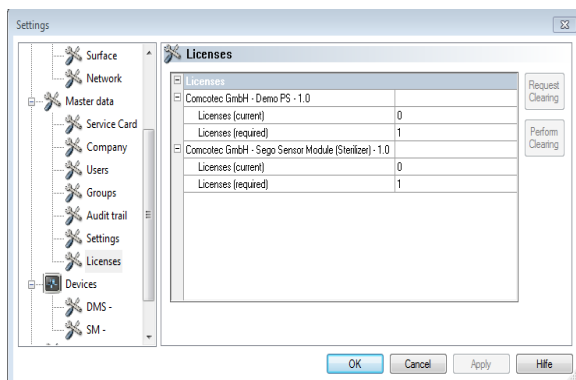 Settings
Surface
Network
Master data
Service Card
Company
Users
Groups
Audit trail
Settings
Licenses
Devices
DMS -
SM -
Licenses
Licenses
Comcotec GmbH - Demo PS - 1.0
Licenses (current) 0
Licenses (required) 1
Comcotec GmbH - Sego Sensor Module (Sterilizer) - 1.0
Licenses (current) 0
Licenses (required) 1
Request
Clearing
Perform
Clearing
OK Cancel Apply Hilfe